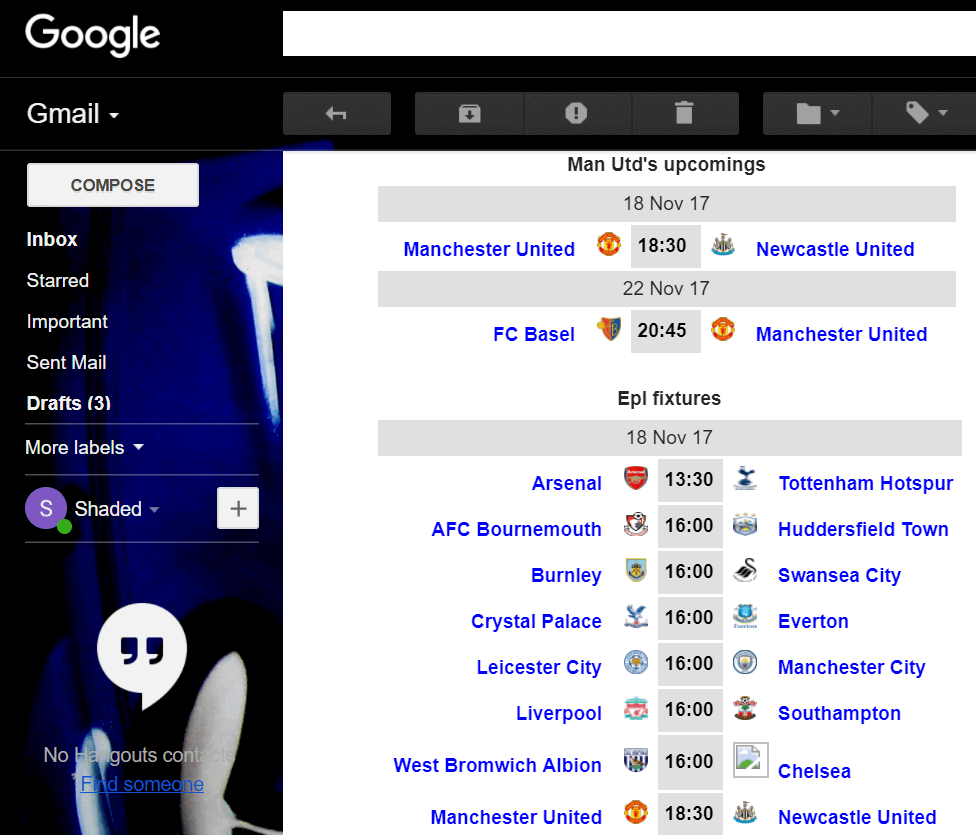 Google
Gmail
COMPOSE
Inbox
Starred
Important
Sent Mail
Drafts (3)
More labels
S Shaded +
No Hangouts contacts
Find someone
Man Utd's upcomings
18 Nov 17
Manchester United 18:30 Newcastle United
22 Nov 17
FC Basel 20:45 Manchester United
Epl fixtures
18 Nov 17
Arsenal 13:30 Tottenham Hotspur
AFC Bournemouth 16:00 Huddersfield Town
Burnley 16:00 Swansea City
Crystal Palace 16:00 Everton
Leicester City 16:00 Manchester City
Liverpool 16:00 Southampton
West Bromwich Albion 16:00 Chelsea
Manchester United 18:30 Newcastle United